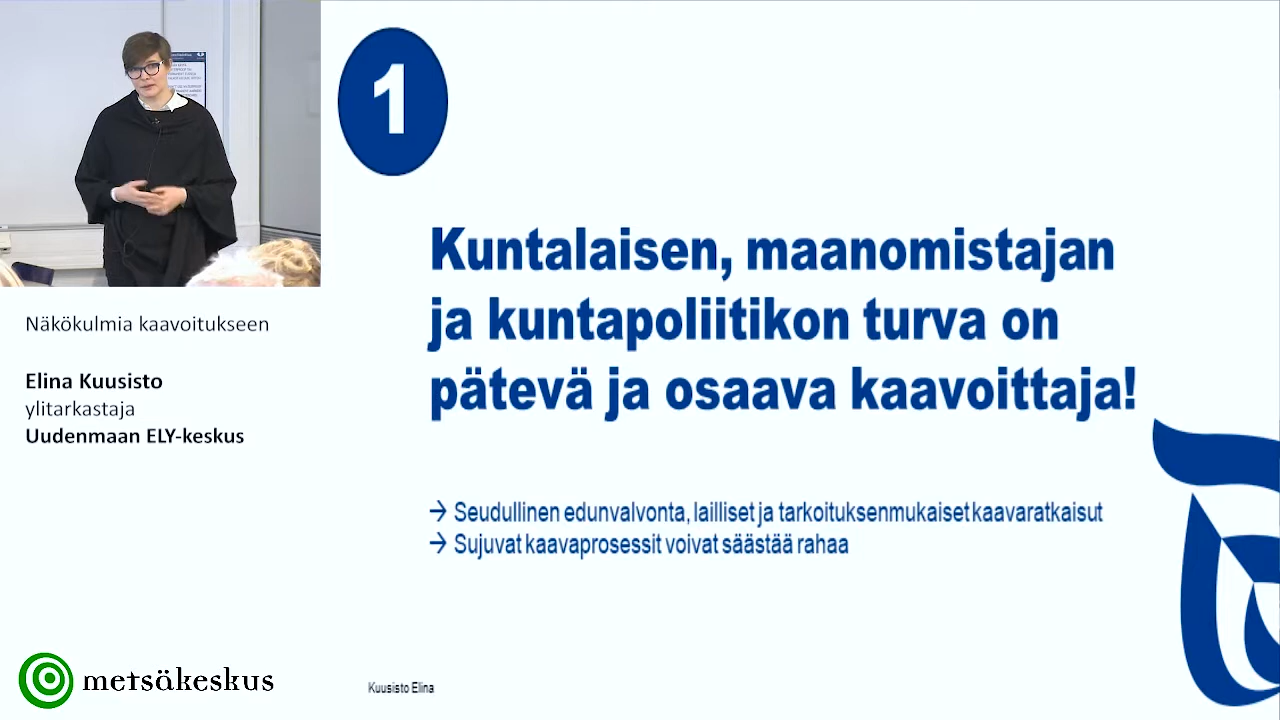 1
Kuntalaisen, maanomistajan
ja kuntapoliitikon turva on
pätevä ja osaava kaavoittaja!
→ Seudullinen edunvalvonta, lailliset ja tarkoituksenmukaiset kaavaratkaisut
→ Sujuvat kaavaprosessit voivat säästää rahaa
Näkökulmia kaavoitukseen
Elina Kuusisto
ylitarkastaja
Uudenmaan ELY-keskus
metsäkeskus
Kuusisto Elina